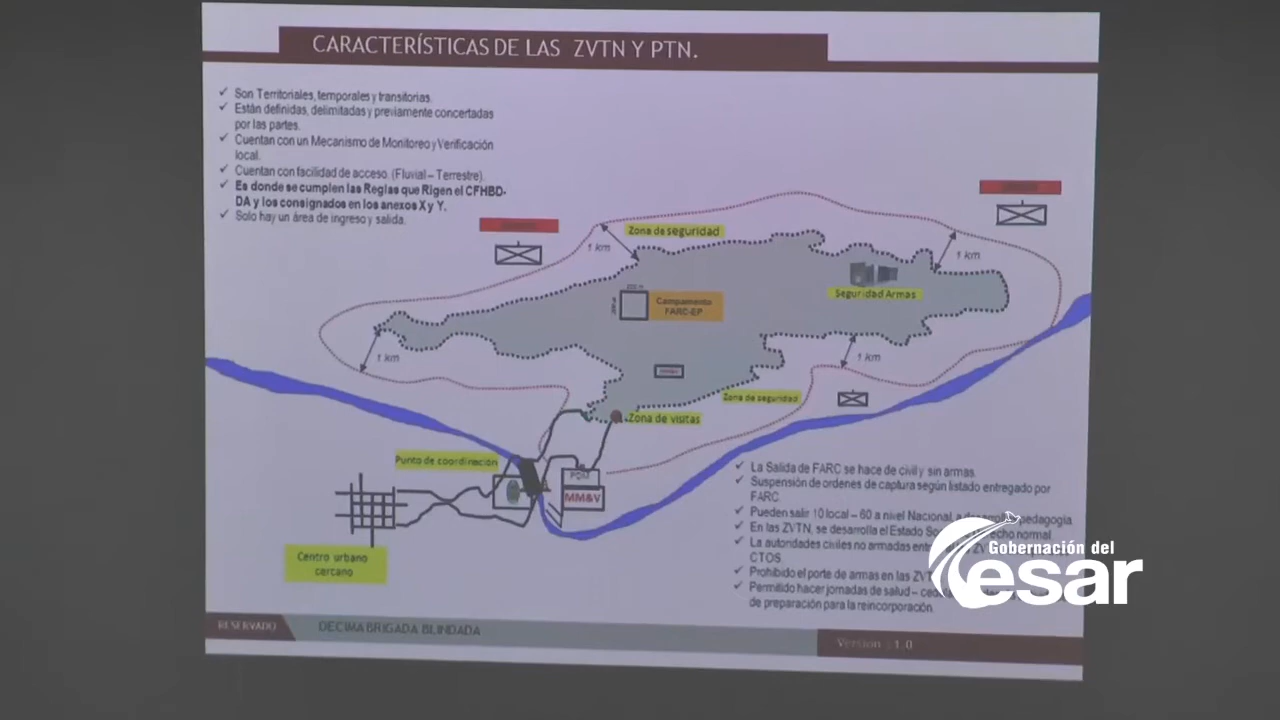 CARACTERÍSTICAS DE LAS ZVTN Y PTN.
✓ Son Territoriales, temporales y transitorias.
✓ Están definidas, delimitadas y previamente concertadas
por las partes.
✓ Cuentan con un Mecanismo de Monitoreo y Verificación
local.
✓ Cuentan con facilidad de acceso. (Fluvial – Terrestre).
✓ Es donde se cumplen las Reglas que Rigen el CFHBD-
DA y los consignados en los anexos X y Y.
✓ Solo hay un área de ingreso y salida.
Zona de seguridad
1 km
1 km
Seguridad Armas
Campamento
FARC-EP
1 km
1 km
Zona de seguridad
Zona de visitas
Punto de coordinación
PDM
MM&V
Centro urbano
cercano
✓ La Salida de FARC se hace de civil y sin armas.
✓ Suspensión de ordenes de captura según listado entregado por
FARC.
✓ Pueden salir 10 local – 60 a nivel Nacional, a pedagogía
✓ En las ZVTN, se desarrolla el Estado normal
✓ La autoridades civiles no armadas
CTOS
✓ Prohibido el porte de armas en las
✓ Permitido hacer jornadas de salud –
de preparación para la reincorporación.
Gobernación del
Cesar
RESERVADO
DECIMA BRIGADA BLINDADA
Version : 1.0